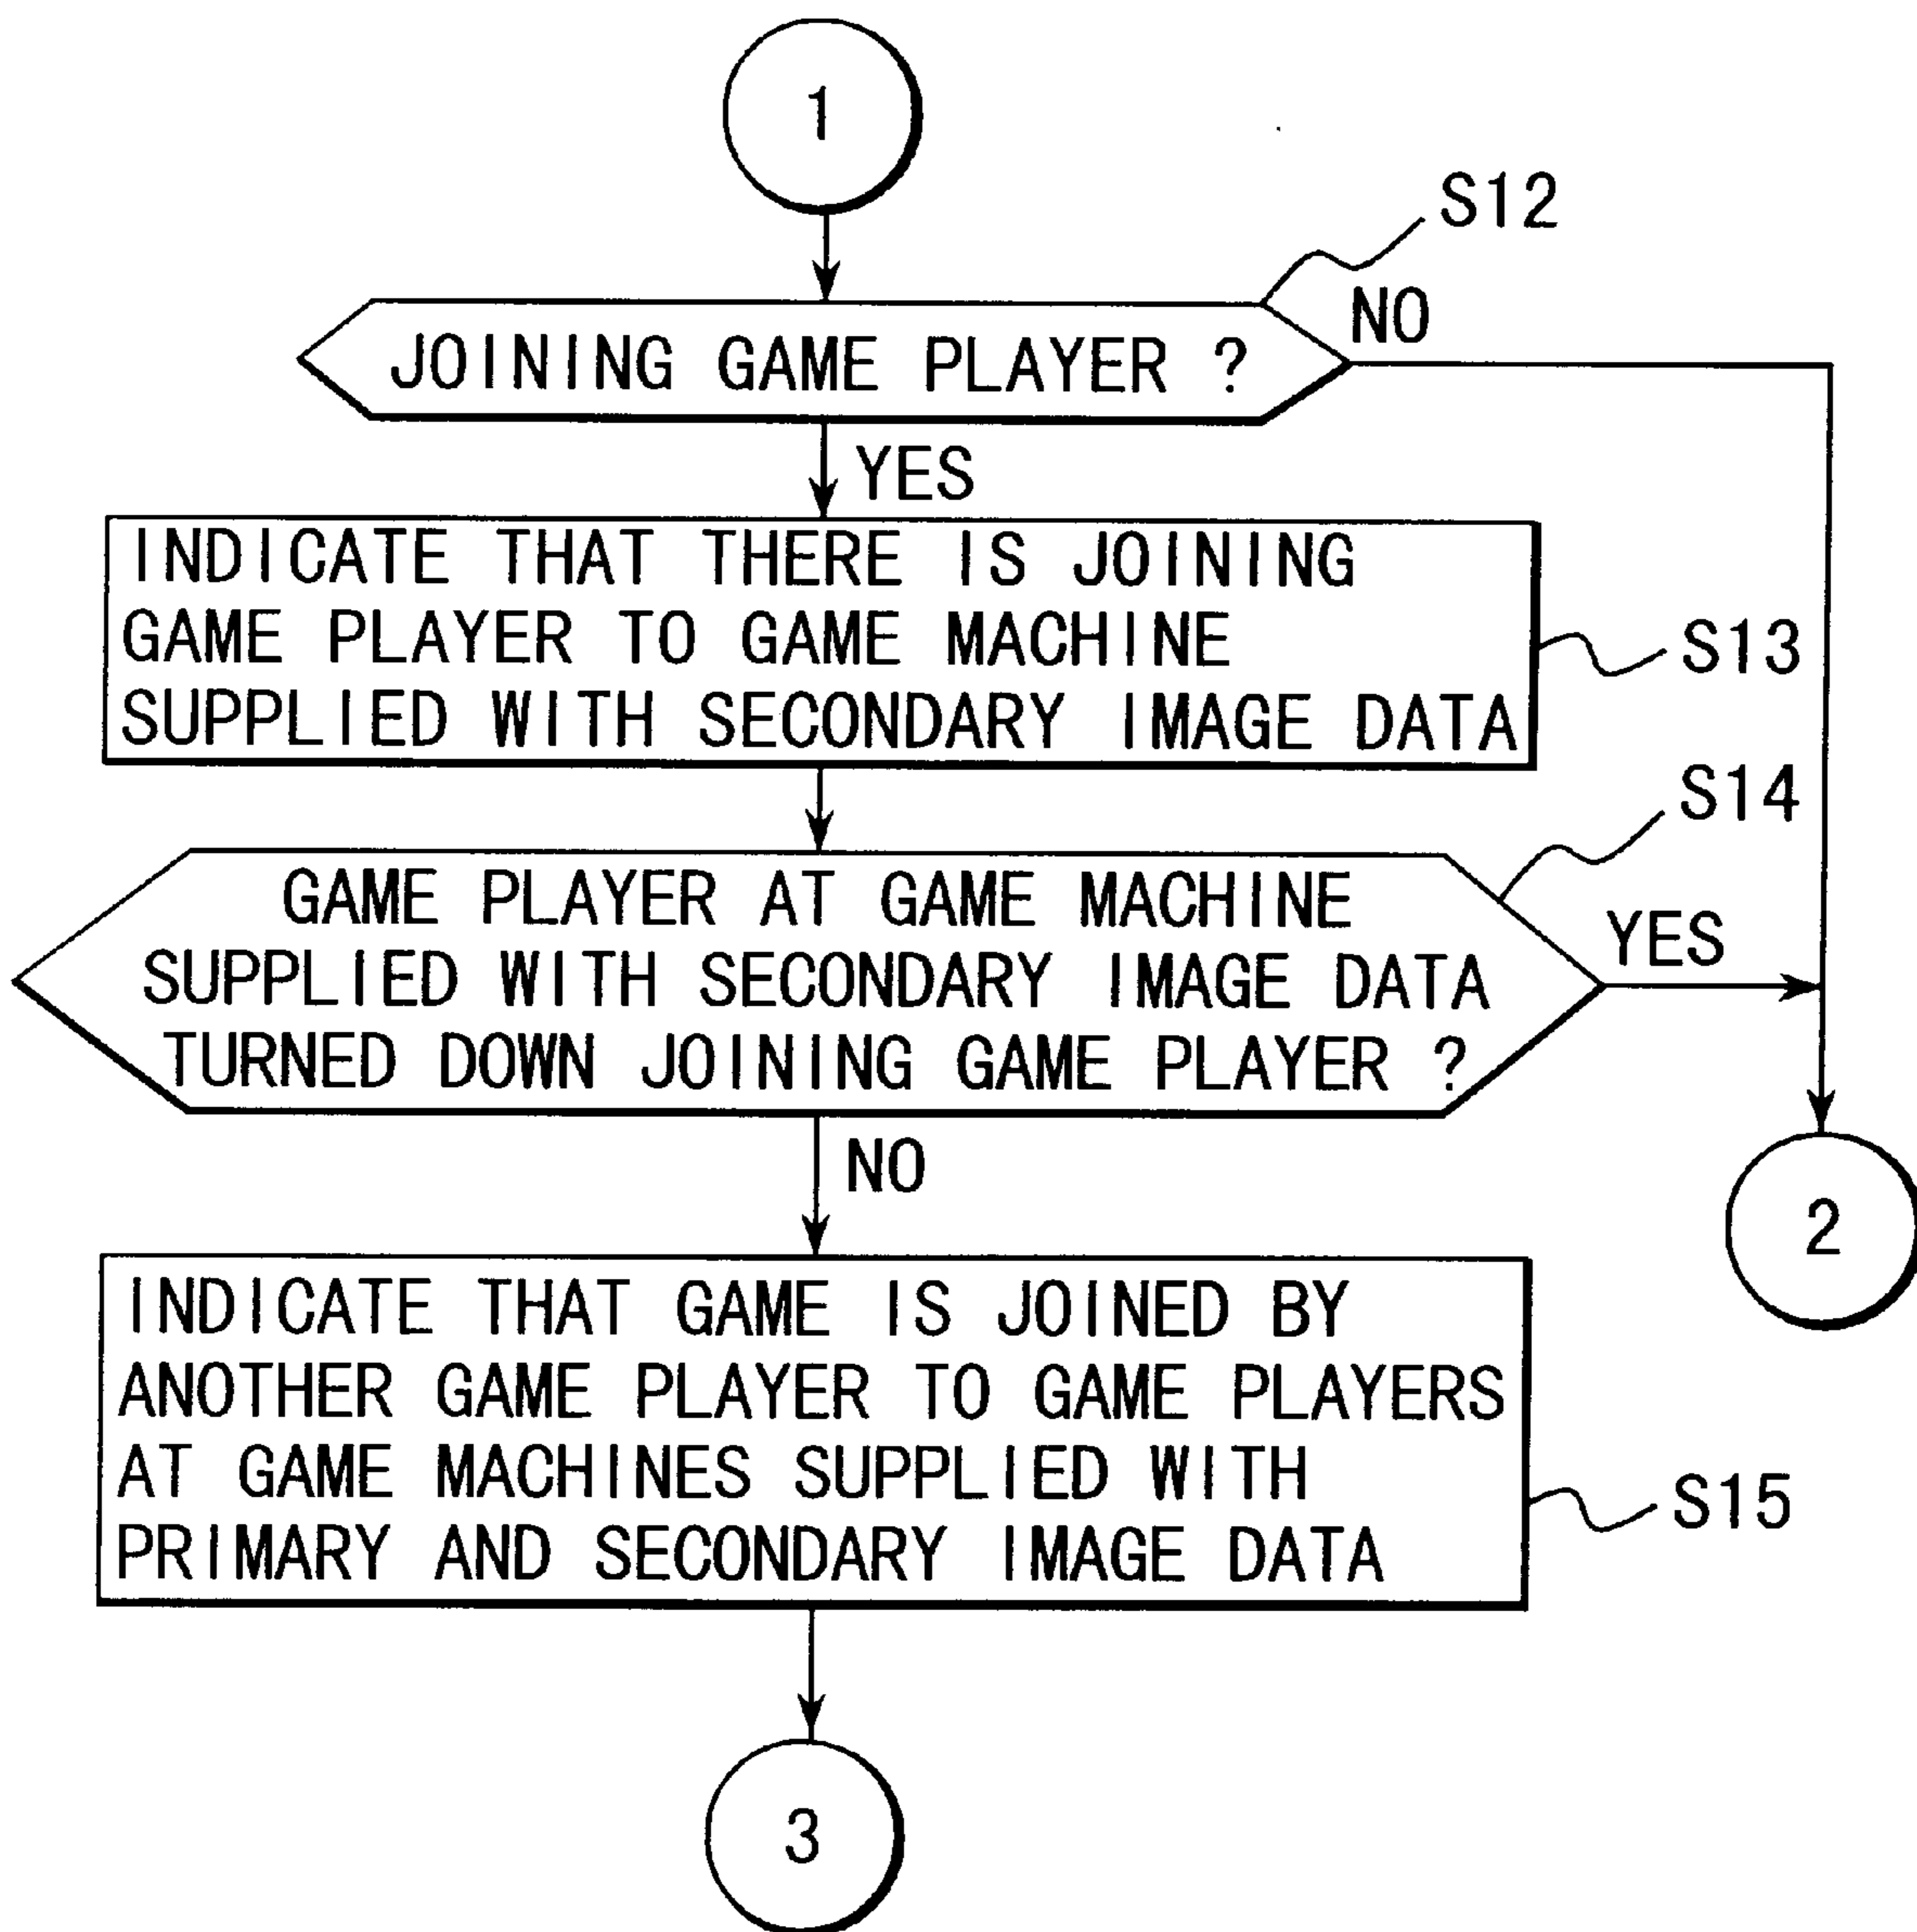 1
S12
JOINING GAME PLAYER ?
NO
YES
INDICATE THAT THERE IS JOINING
GAME PLAYER TO GAME MACHINE
SUPPLIED WITH SECONDARY IMAGE DATA
S13
S14
GAME PLAYER AT GAME MACHINE
SUPPLIED WITH SECONDARY IMAGE DATA
TURNED DOWN JOINING GAME PLAYER ?
YES
NO
2
INDICATE THAT GAME IS JOINED BY
ANOTHER GAME PLAYER TO GAME PLAYERS
AT GAME MACHINES SUPPLIED WITH
PRIMARY AND SECONDARY IMAGE DATA
S15
3